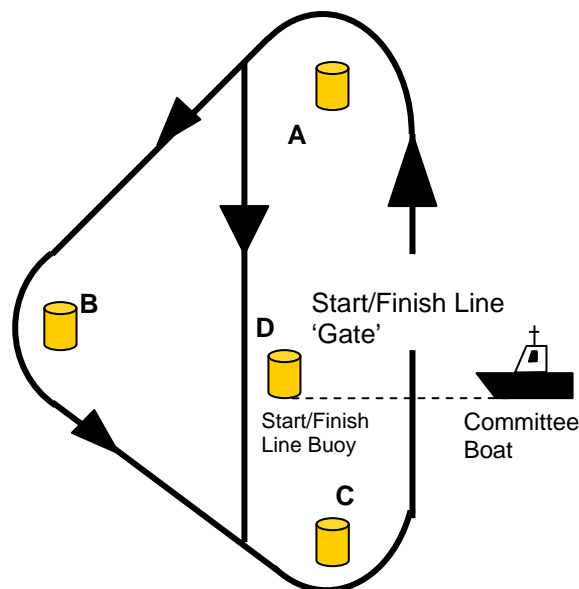 A
B
Start/Finish Line
‘Gate’
D
Start/Finish
Line Buoy
Committee
Boat
C